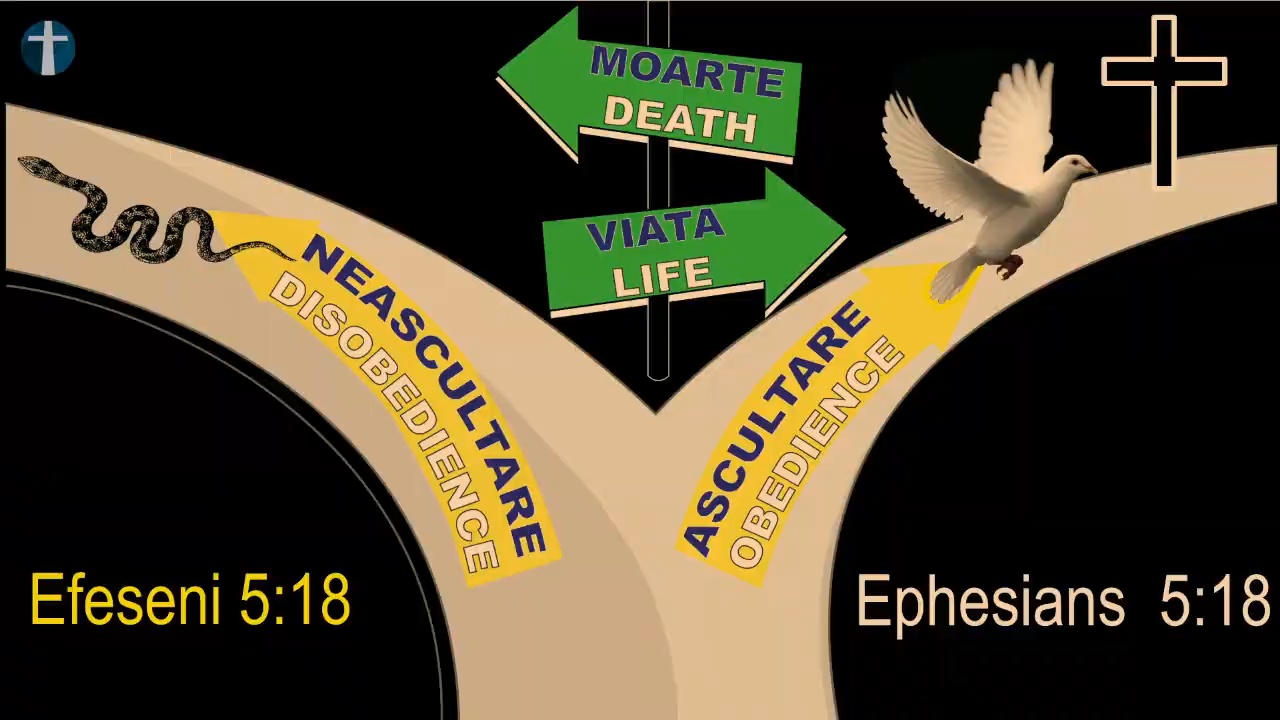 MOARTE
DEATH
VIATA
LIFE
NEASCULTARE
DISOBEDIENCE
ASCULTARE
OBEDIENCE
Efeseni 5:18
Ephesians 5:18